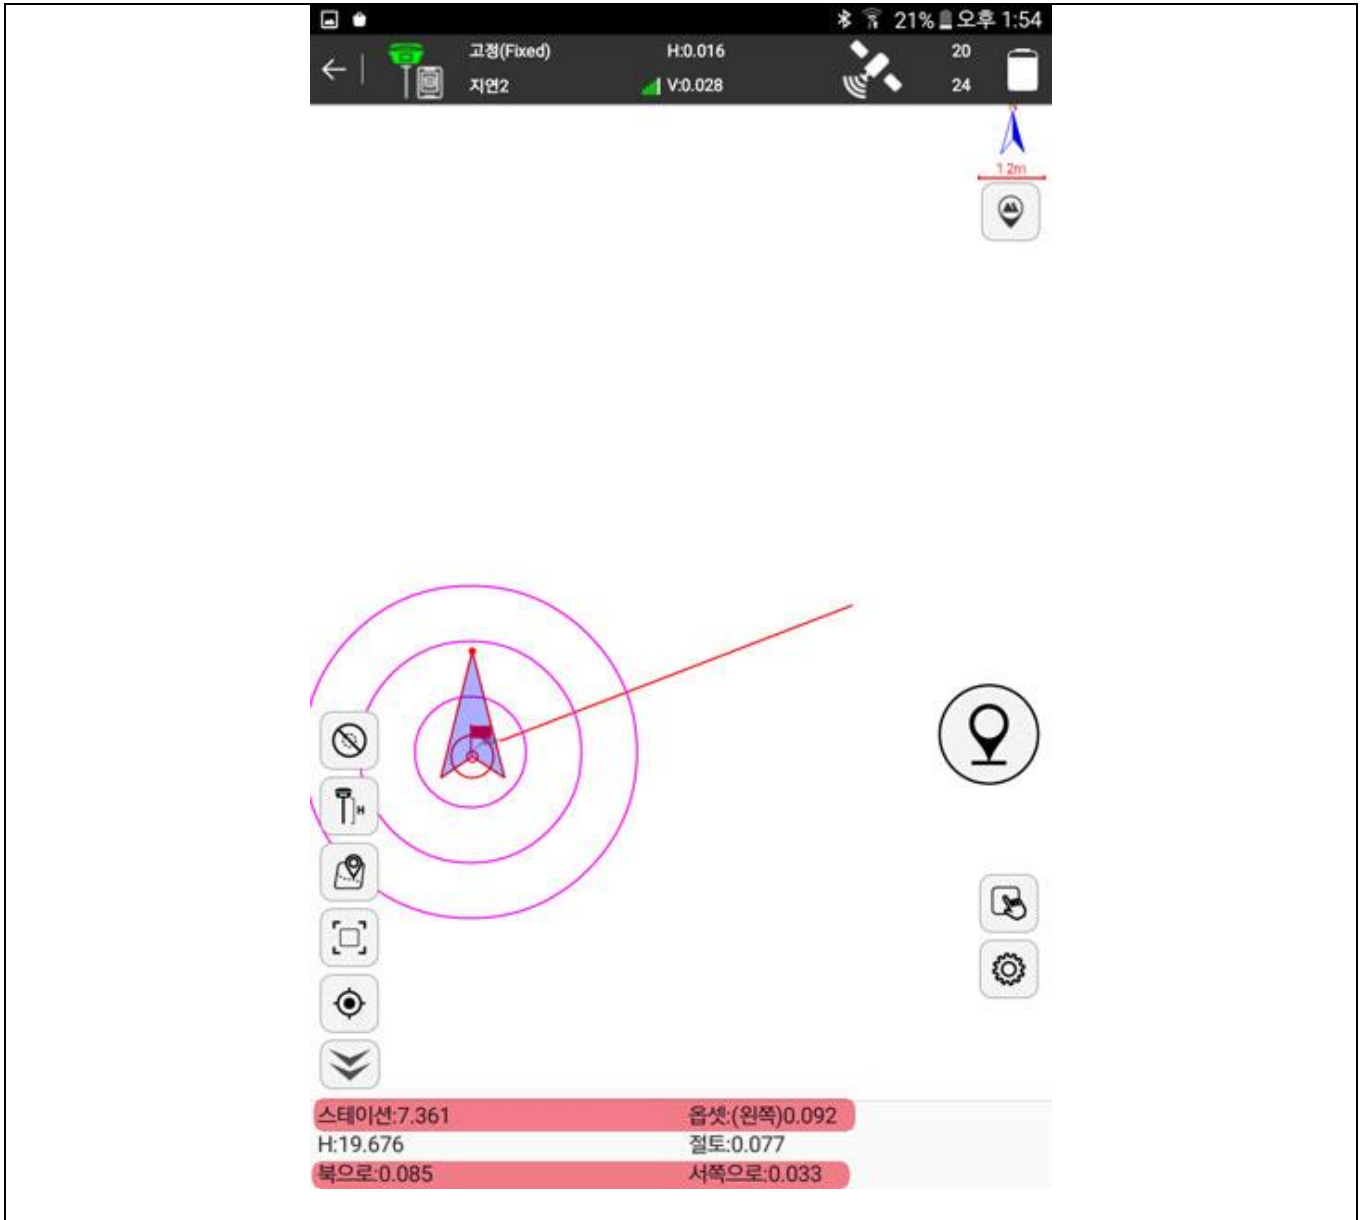 21% 오후 1:54
고정(Fixed) H:0.016 20
지연2 V:0.028 24
1.2m
H
스테이션:7.361 옵셋:(왼쪽)0.092
H:19.676 절토:0.077
북으로:0.085 서쪽으로:0.033